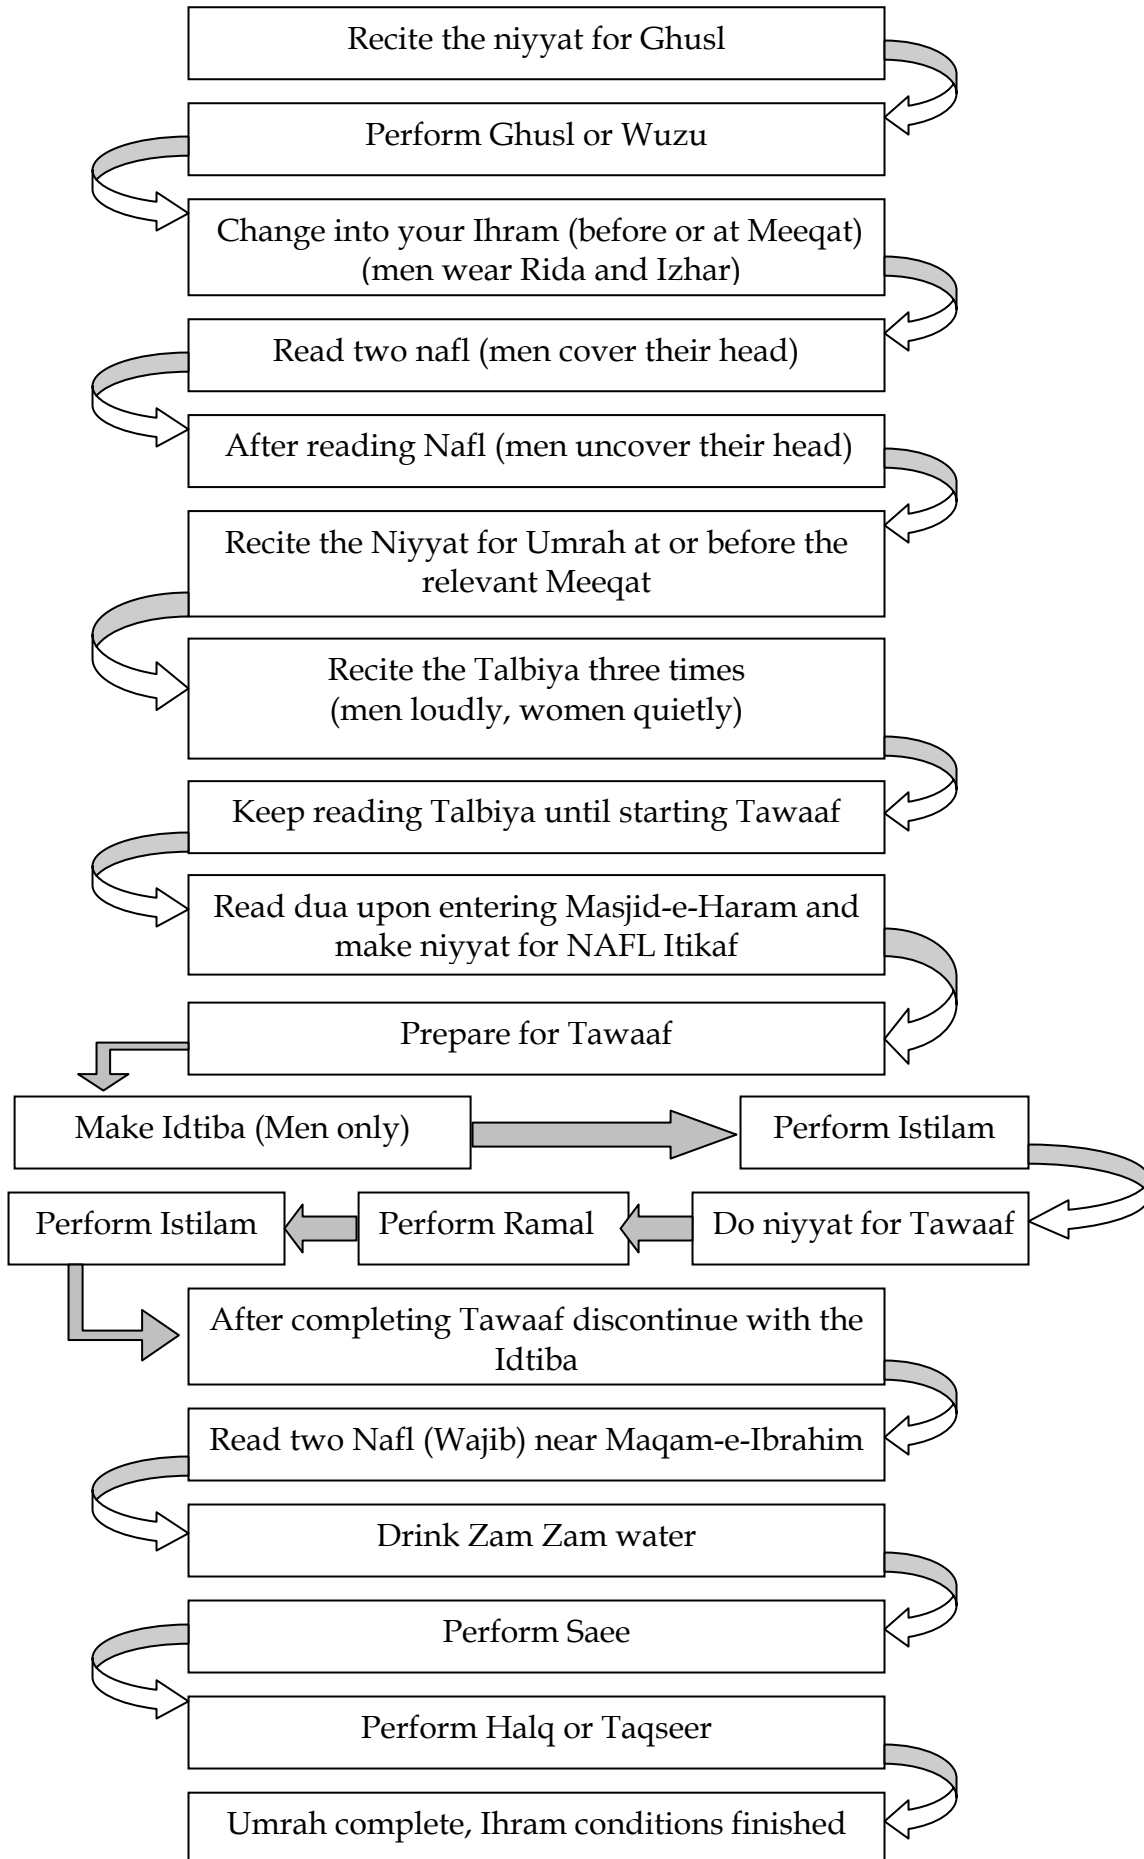 Recite the niyyat for Ghusl
Perform Ghusl or Wuzu
Change into your Ihram (before or at Meeqat)
(men wear Rida and Izhar)
Read two nafl (men cover their head)
After reading Nafl (men uncover their head)
Recite the Niyyat for Umrah at or before the
relevant Meeqat
Recite the Talbiya three times
(men loudly, women quietly)
Keep reading Talbiya until starting Tawaaf
Read dua upon entering Masjid-e-Haram and
make niyyat for NAFL Itikaf
Prepare for Tawaaf
Make Idtiba (Men only)
Perform Istilam
Do niyyat for Tawaaf
Perform Ramal
Perform Istilam
After completing Tawaaf discontinue with the
Idtiba
Read two Nafl (Wajib) near Maqam-e-Ibrahim
Drink Zam Zam water
Perform Saee
Perform Halq or Taqseer
Umrah complete, Ihram conditions finished